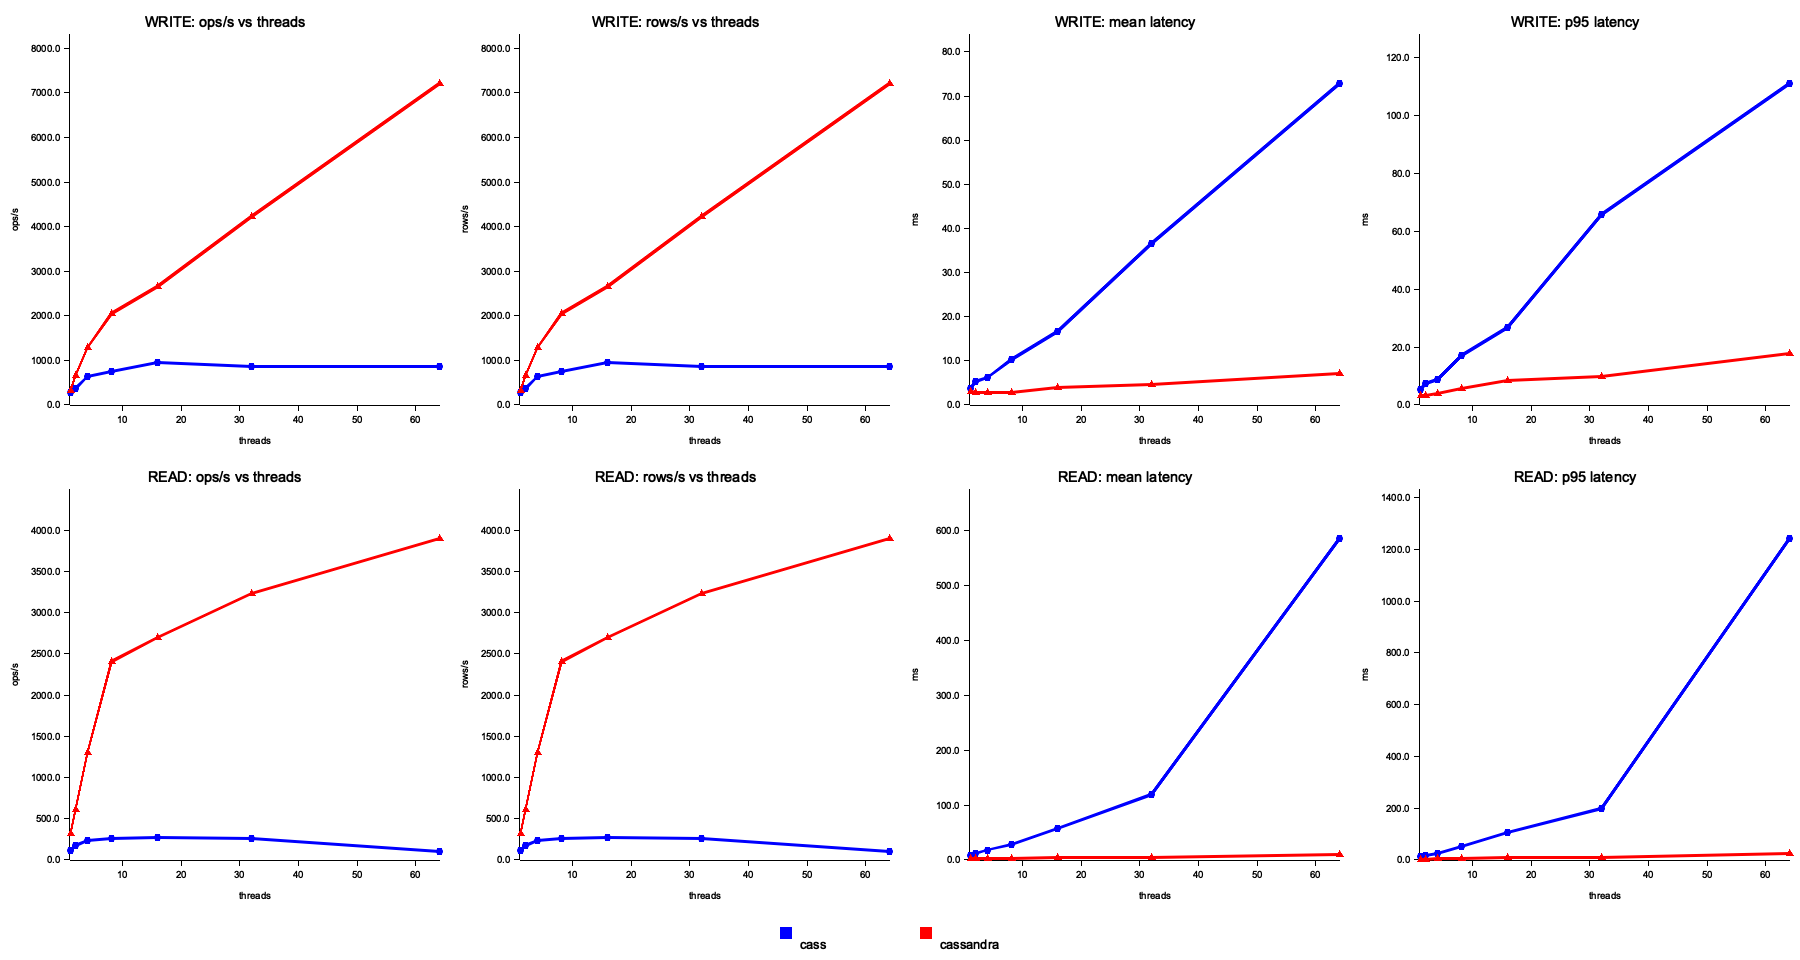 WRITE: ops/s vs threads
8000.0
7000.0
6000.0
5000.0
4000.0
3000.0
2000.0
1000.0
0.0
ops/s
10 20 30 40 50 60
threads
WRITE: rows/s vs threads
8000.0
7000.0
6000.0
5000.0
4000.0
3000.0
2000.0
1000.0
0.0
rows/s
10 20 30 40 50 60
threads
WRITE: mean latency
80.0
70.0
60.0
50.0
40.0
30.0
20.0
10.0
0.0
ms
10 20 30 40 50 60
threads
WRITE: p95 latency
120.0
100.0
80.0
60.0
40.0
20.0
0.0
ms
10 20 30 40 50 60
threads
READ: ops/s vs threads
4000.0
3500.0
3000.0
2500.0
2000.0
1500.0
1000.0
500.0
0.0
ops/s
10 20 30 40 50 60
threads
READ: rows/s vs threads
4000.0
3500.0
3000.0
2500.0
2000.0
1500.0
1000.0
500.0
0.0
rows/s
10 20 30 40 50 60
threads
READ: mean latency
600.0
500.0
400.0
300.0
200.0
100.0
0.0
ms
10 20 30 40 50 60
threads
READ: p95 latency
1400.0
1200.0
1000.0
800.0
600.0
400.0
200.0
0.0
ms
10 20 30 40 50 60
threads
cass
cassandra